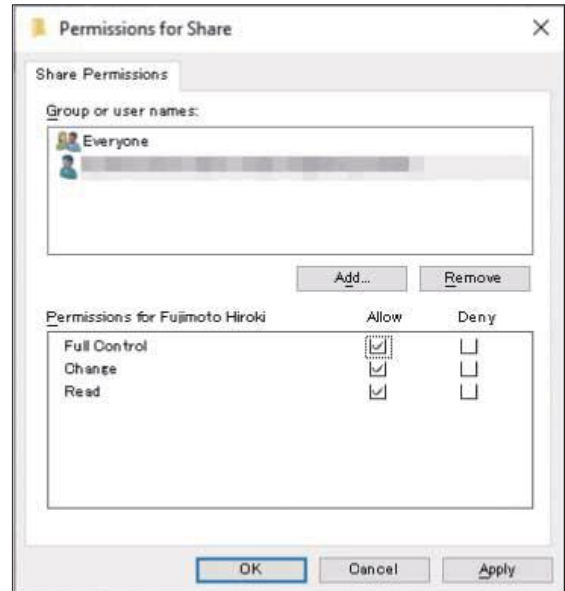 Permissions for Share
Share Permissions
Group or user names:
Everyone
Add...
Remove
Permissions for Fujimoto Hiroki Allow Deny
Full Control
Change
Read
OK Cancel Apply